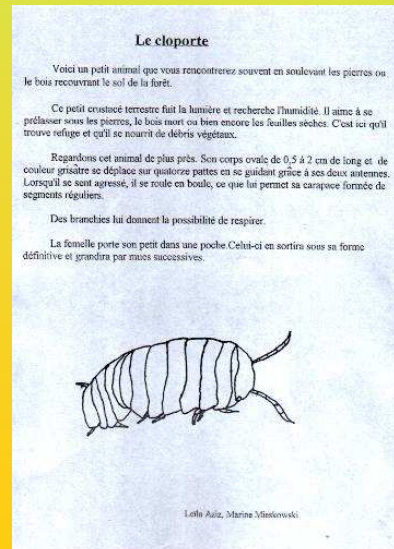 Le cloporte
Voici un petit animal que vous rencontrerez souvent en soulevant les pierres ou
le bois recouvrant le sol de la forêt.
Ce petit crustacé terrestre fuit la lumière et recherche l'humidité. Il aime à se
prélasser sous les pierres, le bois mort ou bien encore les feuilles sèches. C'est ici qu'il
trouve refuge et qu'il se nourrit de débris végétaux.
Regardons cet animal de plus près. Son corps ovale de 0,5 à 2 cm de long et de
couleur grisâtre se déplace sur quatorze pattes en se guidant grâce à ses deux antennes.
Lorsqu'il se sent agressé, il se roule en boule, ce que lui permet sa carapace formée de
segments réguliers.
Des branchies lui donnent la possibilité de respirer.
La femelle porte son petit dans une poche.Celui-ci en sortira sous sa forme
définitive et grandira par mues successives.
Leïla Aziz, Marine Mieskowski